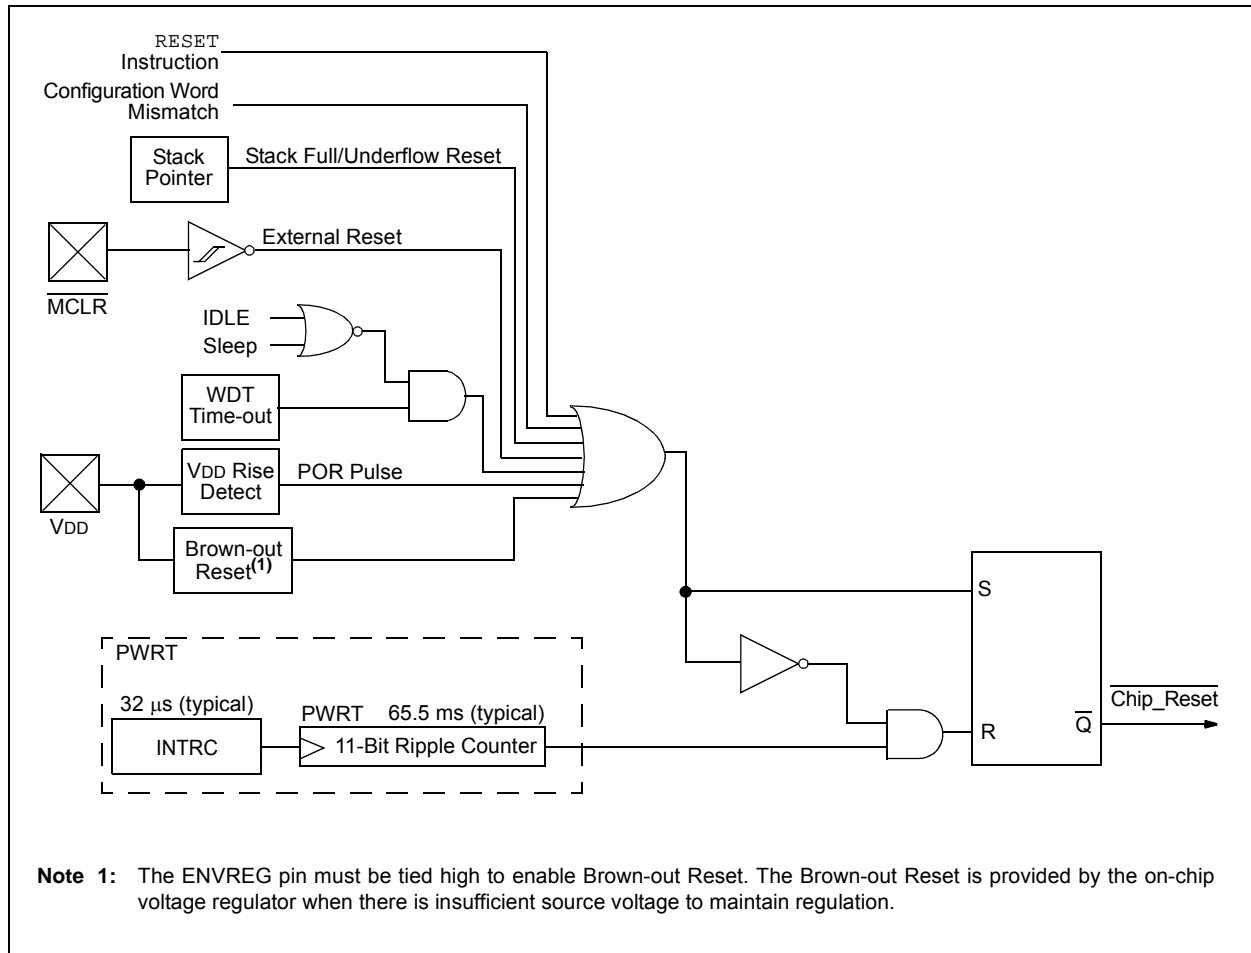 RESET
Instruction
Configuration Word
Mismatch
Stack
Pointer
Stack Full/Underflow Reset
External Reset
MCLR
IDLE
Sleep
WDT
Time-out
VDD Rise
Detect
POR Pulse
VDD
Brown-out
Reset(1)
S
PWRT
32 μs (typical)
PWRT 65.5 ms (typical)
INTRC
11-Bit Ripple Counter
R
Q
Chip_Reset
Note 1: The ENVREG pin must be tied high to enable Brown-out Reset. The Brown-out Reset is provided by the on-chip
voltage regulator when there is insufficient source voltage to maintain regulation.